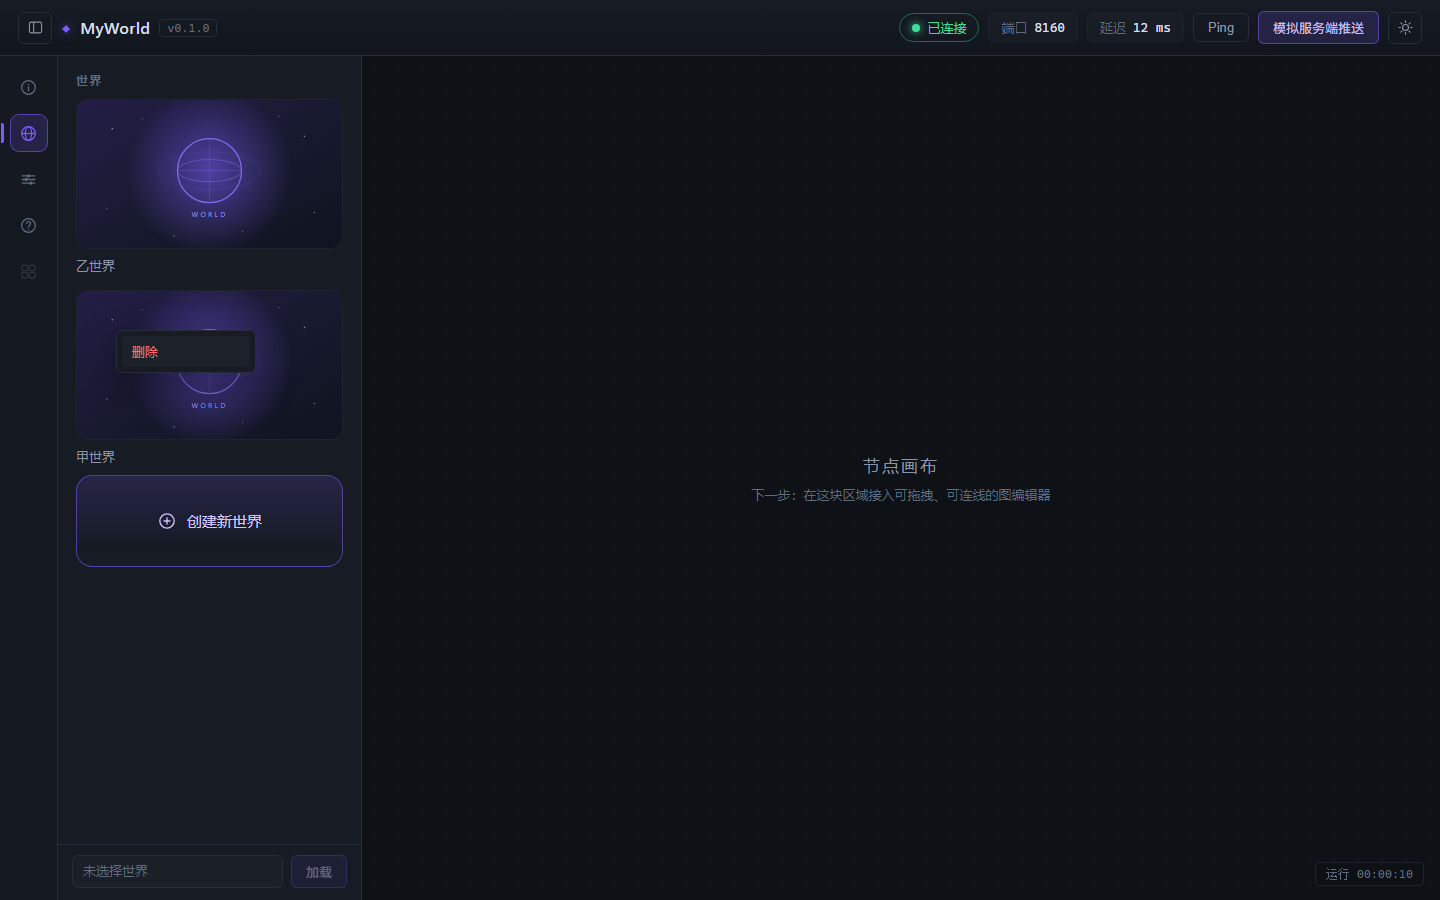 MyWorld v0.1.0 已连接 端口 8160 延迟 12 ms Ping 模拟服务端推送
世界
WORLD
乙世界
删除
WORLD
甲世界
创建新世界
节点画布
下一步：在这块区域接入可拖拽、可连线的图编辑器
未选择世界 加载
运行 00:00:10